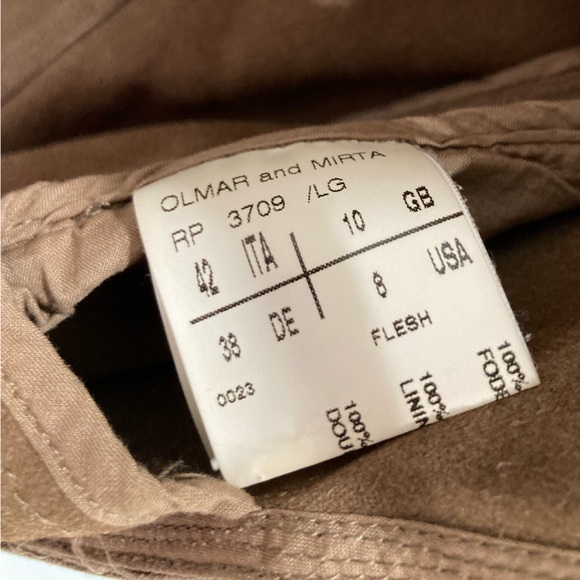 OLMAR and MIRTA
RP 3709 /LG
42 ITA 10 GB
38 DE 8 USA
0023 FLESH
100% 100% 100%
DOU LININ FOD